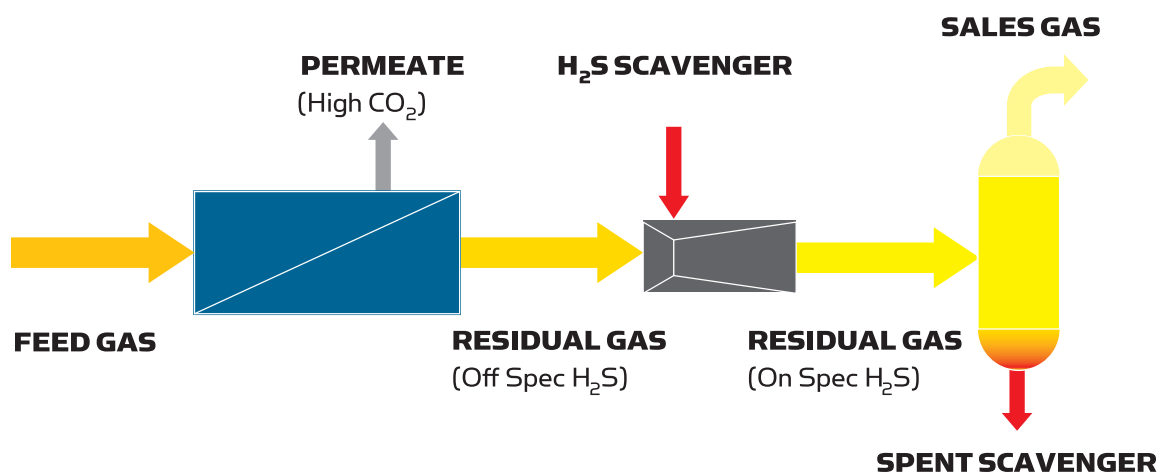 SALES GAS
PERMEATE
(High CO₂)
H₂S SCAVENGER
FEED GAS
RESIDUAL GAS
(Off Spec H₂S)
RESIDUAL GAS
(On Spec H₂S)
SPENT SCAVENGER